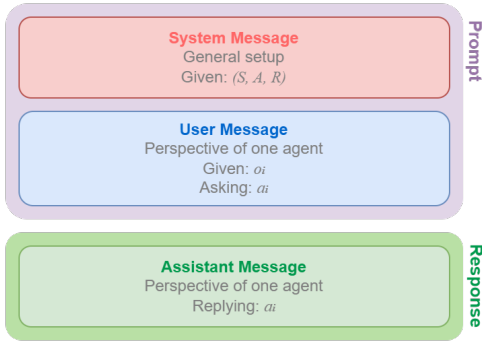 System Message
General setup
Given: (S, A, R)
User Message
Perspective of one agent
Given: oᵢ
Asking: aᵢ
Prompt
Assistant Message
Perspective of one agent
Replying: aᵢ
Response